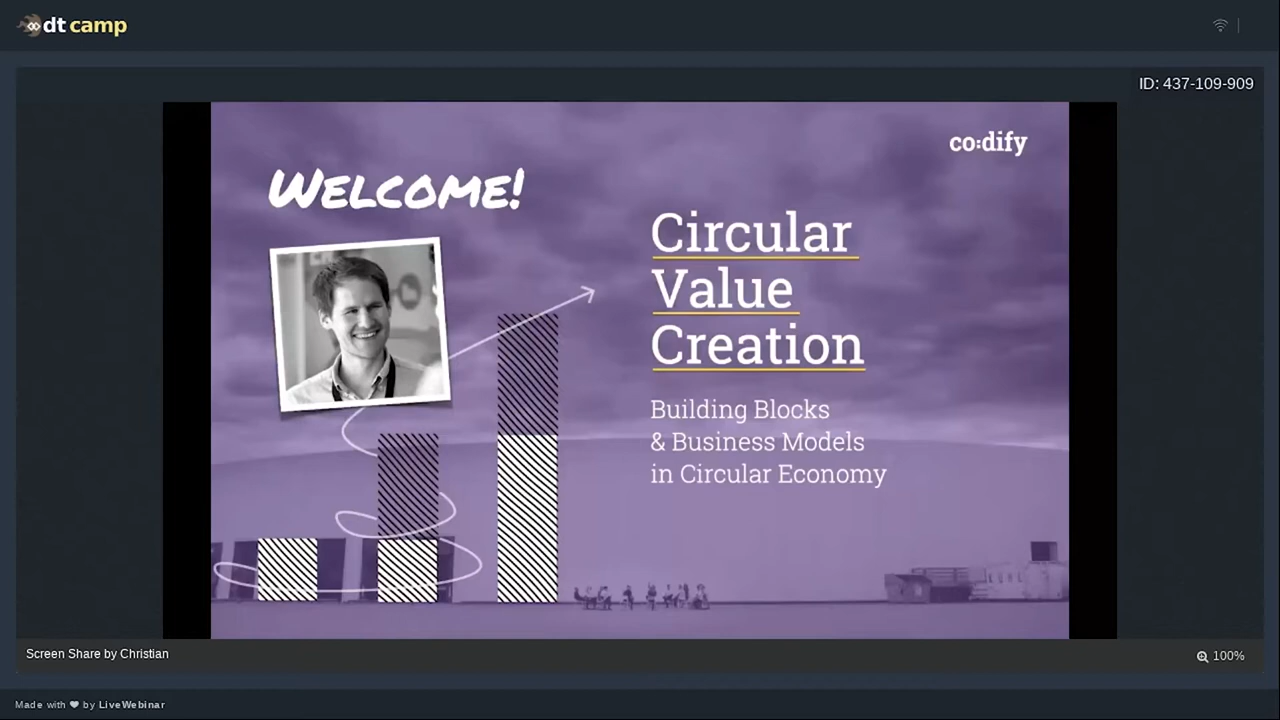 dt camp
ID: 437-109-909
co:dify
WELCOME!
Circular
Value
Creation
Building Blocks
& Business Models
in Circular Economy
Screen Share by Christian
100%
Made with ❤ by LiveWebinar